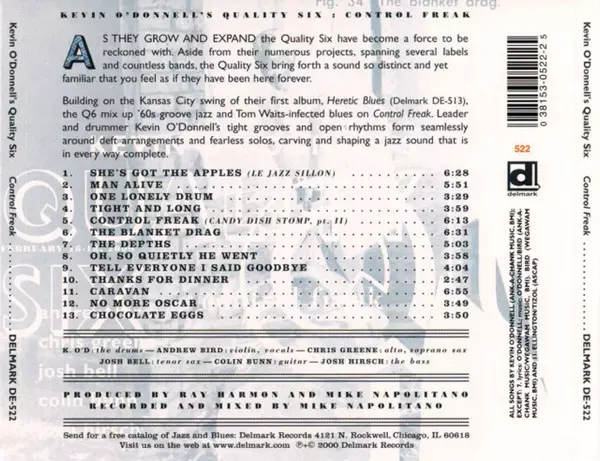 Fig. 34 The blanket drag.
KEVIN O'DONNELL'S QUALITY SIX : CONTROL FREAK
AS THEY GROW AND EXPAND the Quality Six have become a force to be
reckoned with. Aside from their numerous projects, spanning several labels
and countless bands, the Quality Six bring forth a sound so distinct and yet
familiar that you feel as if they have been here forever.
Building on the Kansas City swing of their first album, Heretic Blues (Delmark DE-513),
the Q6 mix up '60s groove jazz and Tom Waits-infected blues on Control Freak. Leader
and drummer Kevin O'Donnell's tight grooves and open rhythms form seamlessly
around deft arrangements and fearless solos, carving and shaping a jazz sound that is
in every way complete.
1. SHE'S GOT THE APPLES (LE JAZZ SILLON) 6:28
2. MAN ALIVE 5:51
3. ONE LONELY DRUM 3:29
4. TIGHT AND LONG 3:59
5. CONTROL FREAK (CANDY DISH STOMP, pt. II) 6:13
6. THE BLANKET DRAG 6:31
7. THE DEPTHS 5:03
8. OH, SO QUIETLY HE WENT 3:58
9. TELL EVERYONE I SAID GOODBYE 4:04
10. THANKS FOR DINNER 2:47
11. CARAVAN 6:55
12. NO MORE OSCAR 3:49
13. CHOCOLATE EGGS 3:50
K. O'D: the drums — ANDREW BIRD: violin, vocals — CHRIS GREENE: alto, soprano sax
JOSH BELL: tenor sax — COLIN BUNN: guitar — JOSH HIRSCH: the bass
PRODUCED BY RAY HARMON AND MIKE NAPOLITANO
RECORDED AND MIXED BY MIKE NAPOLITANO
Send for a free catalog of Jazz and Blues: Delmark Records 4121 N. Rockwell, Chicago, IL 60618
Visit us on the web at www.delmark.com ℗+© 2000 Delmark Records
Kevin O'Donnell's Quality Six Control Freak ........ DELMARK DE-522
Kevin O'Donnell's Quality Six Control Freak ........ DELMARK DE-522
0 38153-0522-2 5
522
d
delmark
ALL SONGS BY KEVIN O'DONNELL (ANK-A-CHANK MUSIC, BMI);
QUALITY
SIX
chris greene
josh bell